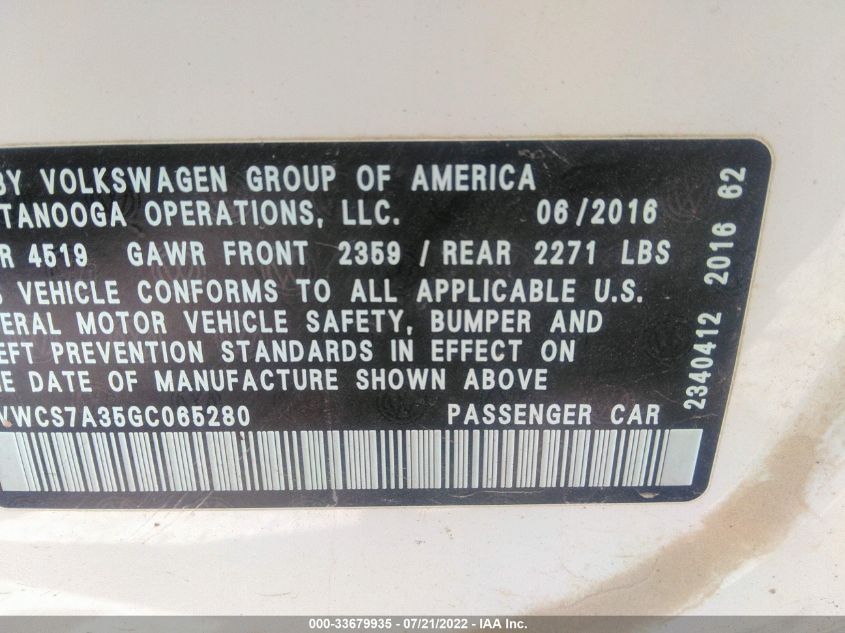 BY VOLKSWAGEN GROUP OF AMERICA
TANOOGA OPERATIONS, LLC. 06/2016
R 4519 GAWR FRONT 2359 / REAR 2271 LBS
S VEHICLE CONFORMS TO ALL APPLICABLE U.S.
ERAL MOTOR VEHICLE SAFETY, BUMPER AND
EFT PREVENTION STANDARDS IN EFFECT ON
E DATE OF MANUFACTURE SHOWN ABOVE
VWCS7A35GC065280 PASSENGER CAR
2340412 2016 62
000-33679935 - 07/21/2022 - IAA Inc.